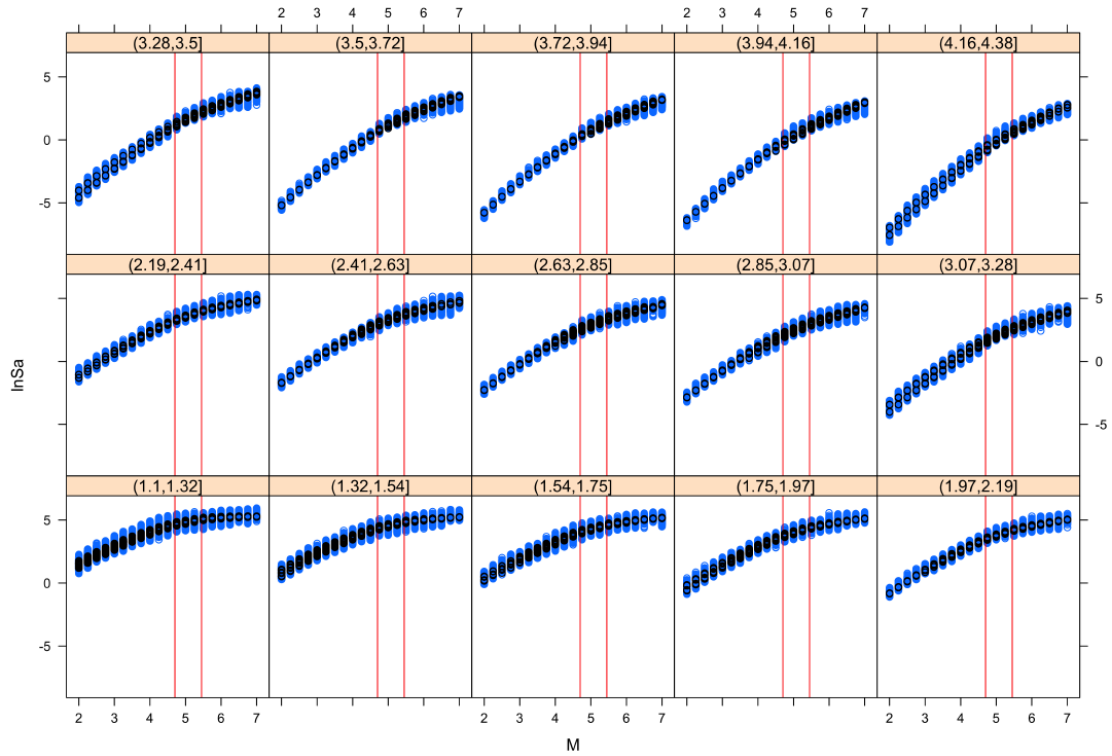 2 3 4 5 6 7 2 3 4 5 6 7
(3.28,3.5] (3.5,3.72] (3.72,3.94] (3.94,4.16] (4.16,4.38]
5
0
-5
(2.19,2.41] (2.41,2.63] (2.63,2.85] (2.85,3.07] (3.07,3.28]
5
0
-5
lnSa
(1.1,1.32] (1.32,1.54] (1.54,1.75] (1.75,1.97] (1.97,2.19]
5
0
-5
2 3 4 5 6 7 2 3 4 5 6 7 2 3 4 5 6 7
M